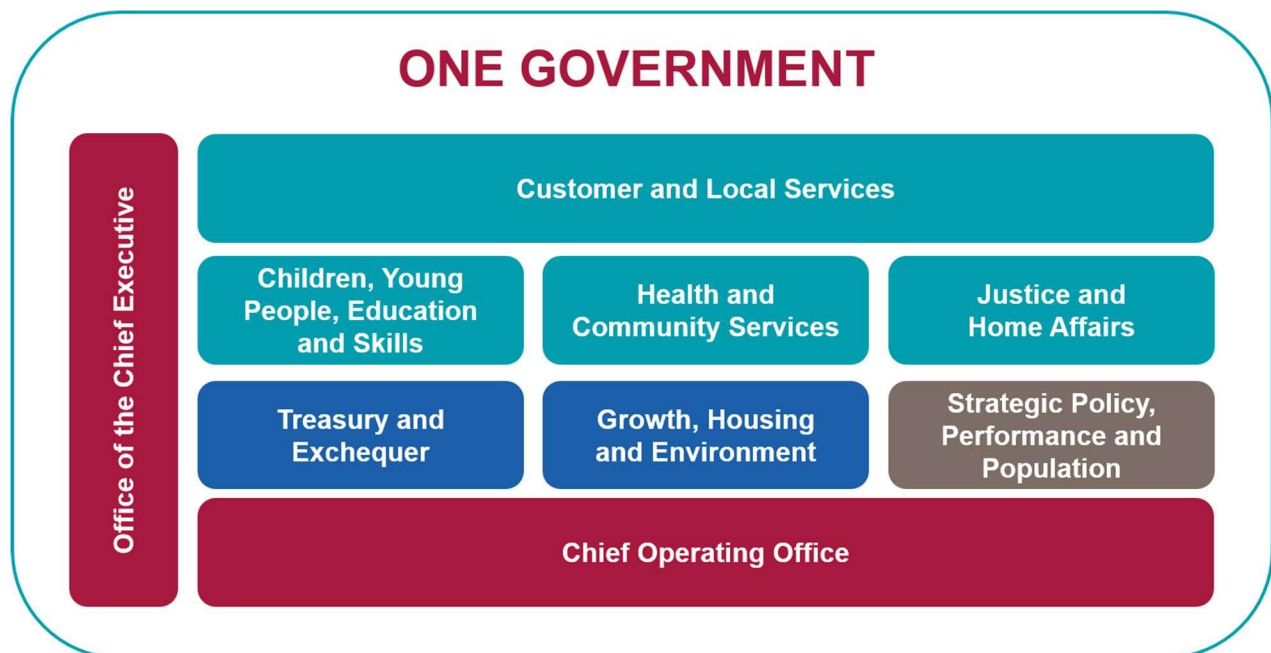 ONE GOVERNMENT
Office of the Chief Executive
Customer and Local Services
Children, Young
People, Education
and Skills
Health and
Community Services
Justice and
Home Affairs
Treasury and
Exchequer
Growth, Housing
and Environment
Strategic Policy,
Performance and
Population
Chief Operating Office